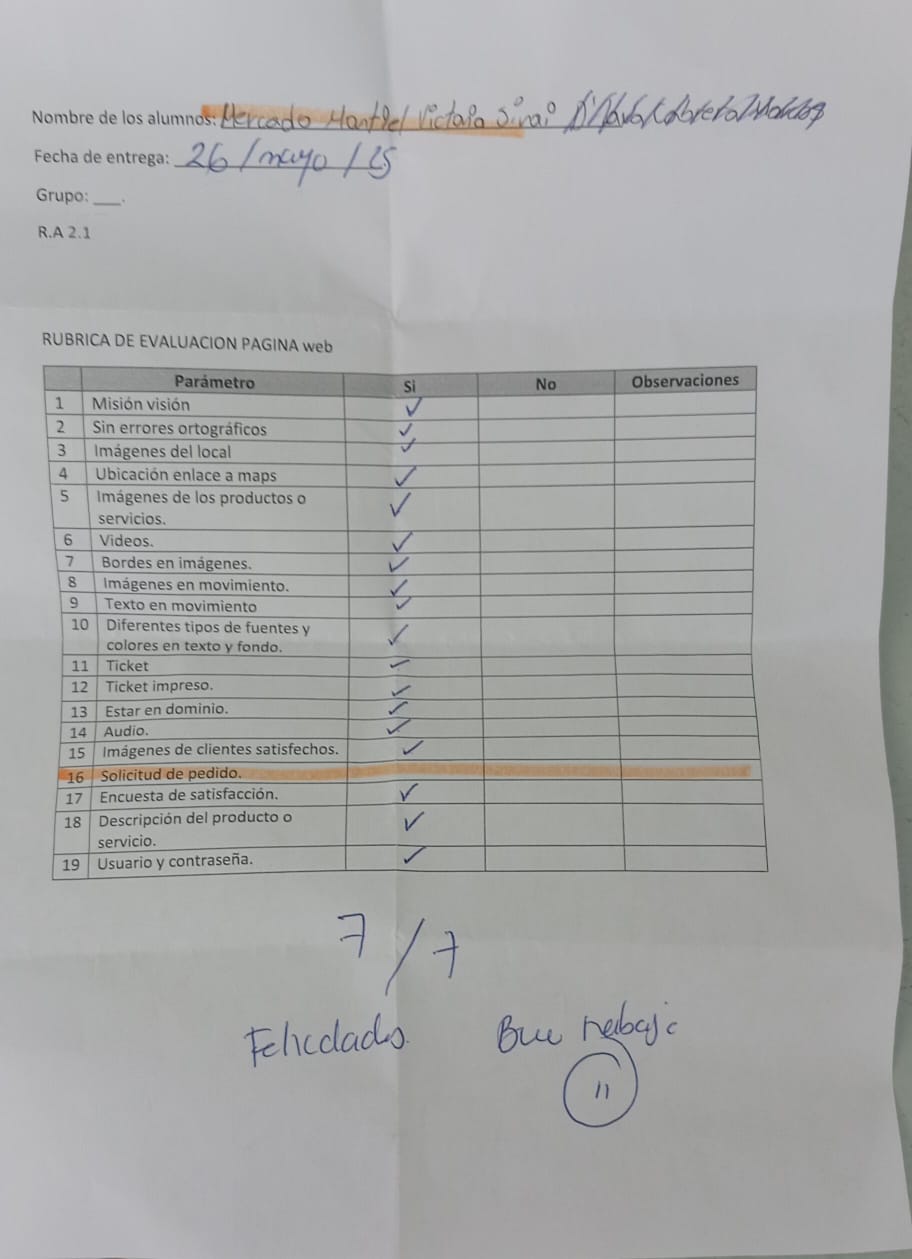 Nombre de los alumnos: Mercado Victoria Sinai
Fecha de entrega: 26/mayo/25
Grupo: ____.
R.A 2.1
RUBRICA DE EVALUACION PAGINA web
Parámetro Si No Observaciones
1 Misión visión ✓
2 Sin errores ortográficos ✓
3 Imágenes del local ✓
4 Ubicación enlace a maps ✓
5 Imágenes de los productos o ✓
servicios.
6 Videos. ✓
7 Bordes en imágenes. ✓
8 Imágenes en movimiento. ✓
9 Texto en movimiento ✓
10 Diferentes tipos de fuentes y ✓
colores en texto y fondo.
11 Ticket ✓
12 Ticket impreso. ✓
13 Estar en dominio. ✓
14 Audio. ✓
15 Imágenes de clientes satisfechos. ✓
16 Solicitud de pedido.
17 Encuesta de satisfacción. ✓
18 Descripción del producto o ✓
servicio.
19 Usuario y contraseña. ✓
7/7
Felicidades. Buen trabajo
11